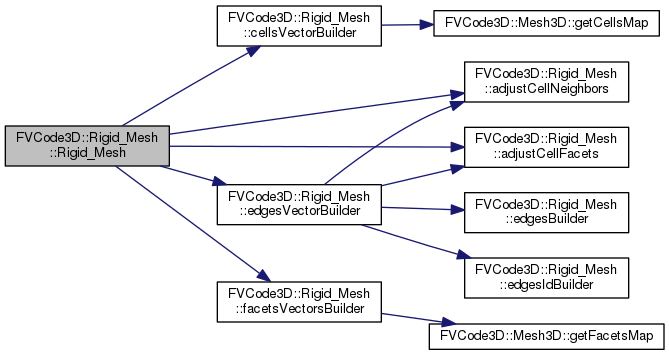 FVCode3D::Rigid_Mesh
::cellsVectorBuilder
FVCode3D::Mesh3D::getCellsMap
FVCode3D::Rigid_Mesh
::adjustCellNeighbors
FVCode3D::Rigid_Mesh
::Rigid_Mesh
FVCode3D::Rigid_Mesh
::adjustCellFacets
FVCode3D::Rigid_Mesh
::edgesVectorBuilder
FVCode3D::Rigid_Mesh
::edgesBuilder
FVCode3D::Rigid_Mesh
::edgesIdBuilder
FVCode3D::Rigid_Mesh
::facetsVectorsBuilder
FVCode3D::Mesh3D::getFacetsMap